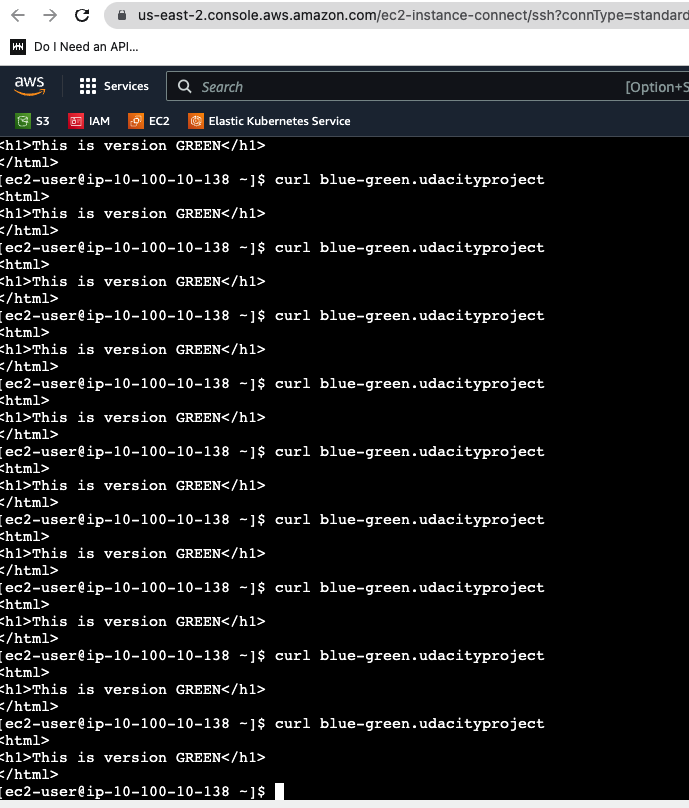 us-east-2.console.aws.amazon.com/ec2-instance-connect/ssh?connType=standard
Do I Need an API...
aws
Services
Search
[Option+S
S3
IAM
EC2
Elastic Kubernetes Service
<h1>This is version GREEN</h1>
</html>
[ec2-user@ip-10-100-10-138 ~]$ curl blue-green.udacityproject
<html>
<h1>This is version GREEN</h1>
</html>
[ec2-user@ip-10-100-10-138 ~]$ curl blue-green.udacityproject
<html>
<h1>This is version GREEN</h1>
</html>
[ec2-user@ip-10-100-10-138 ~]$ curl blue-green.udacityproject
<html>
<h1>This is version GREEN</h1>
</html>
[ec2-user@ip-10-100-10-138 ~]$ curl blue-green.udacityproject
<html>
<h1>This is version GREEN</h1>
</html>
[ec2-user@ip-10-100-10-138 ~]$ curl blue-green.udacityproject
<html>
<h1>This is version GREEN</h1>
</html>
[ec2-user@ip-10-100-10-138 ~]$ curl blue-green.udacityproject
<html>
<h1>This is version GREEN</h1>
</html>
[ec2-user@ip-10-100-10-138 ~]$ curl blue-green.udacityproject
<html>
<h1>This is version GREEN</h1>
</html>
[ec2-user@ip-10-100-10-138 ~]$ curl blue-green.udacityproject
<html>
<h1>This is version GREEN</h1>
</html>
[ec2-user@ip-10-100-10-138 ~]$ curl blue-green.udacityproject
<html>
<h1>This is version GREEN</h1>
</html>
[ec2-user@ip-10-100-10-138 ~]$